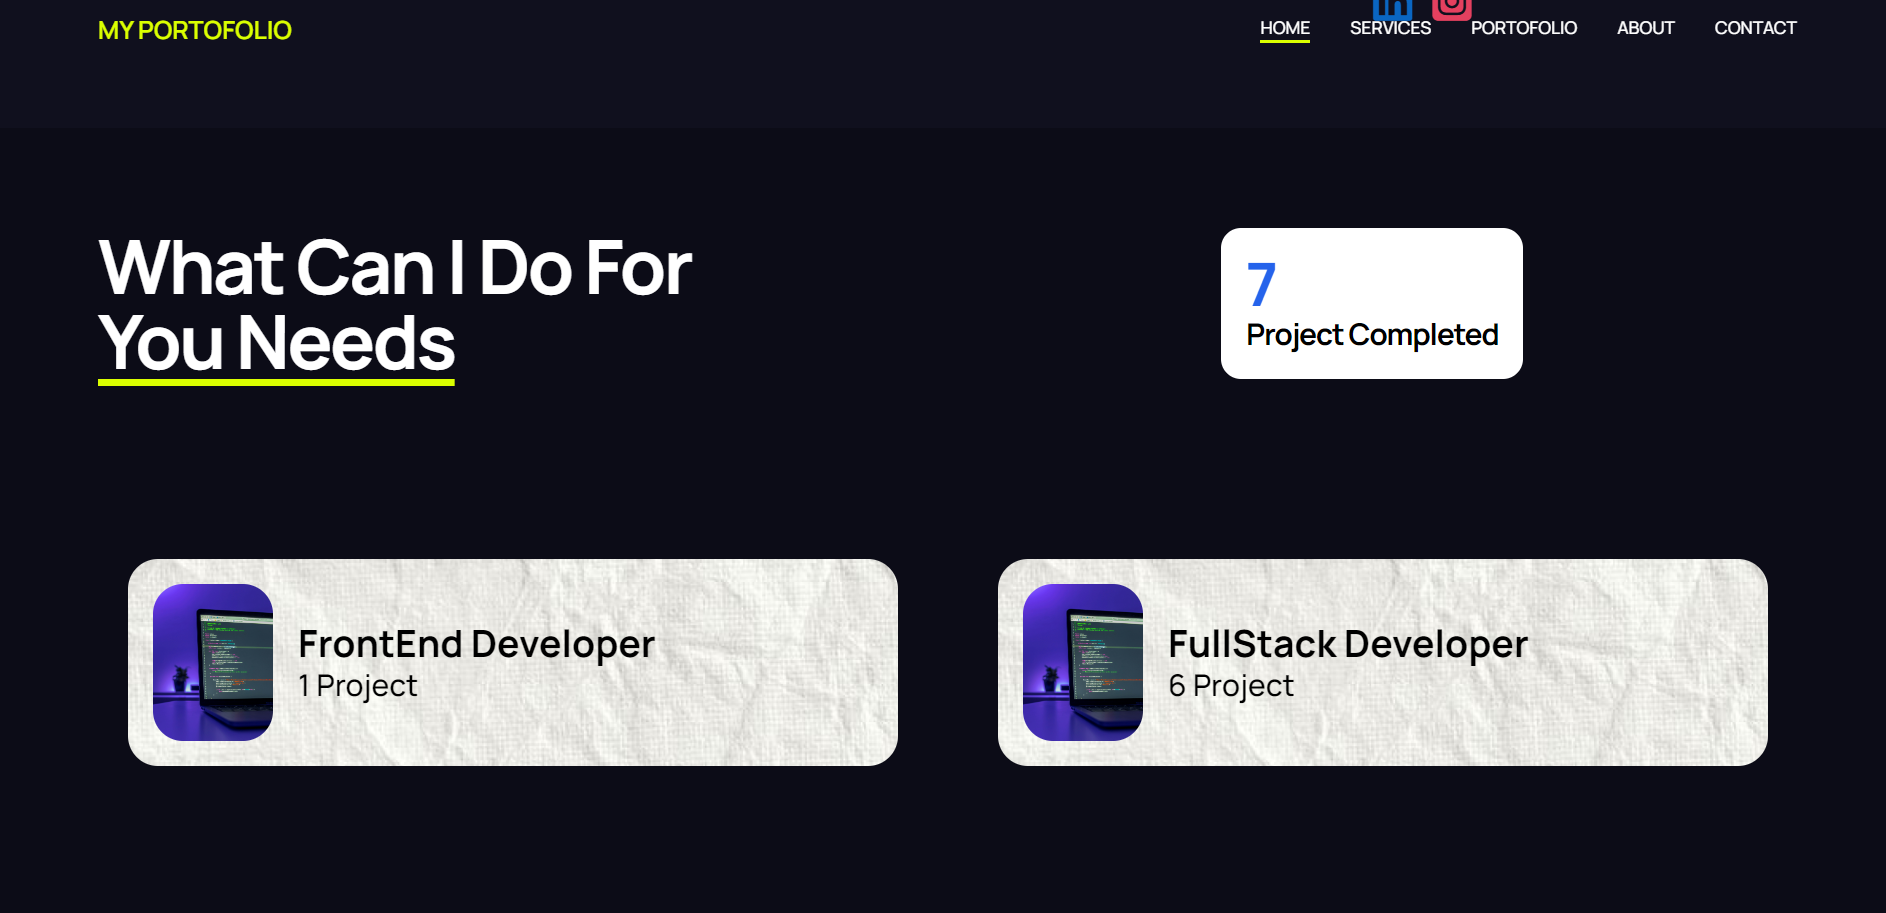 MY PORTOFOLIO
HOME SERVICES PORTOFOLIO ABOUT CONTACT
What Can I Do For
You Needs
7
Project Completed
FrontEnd Developer
1 Project
FullStack Developer
6 Project